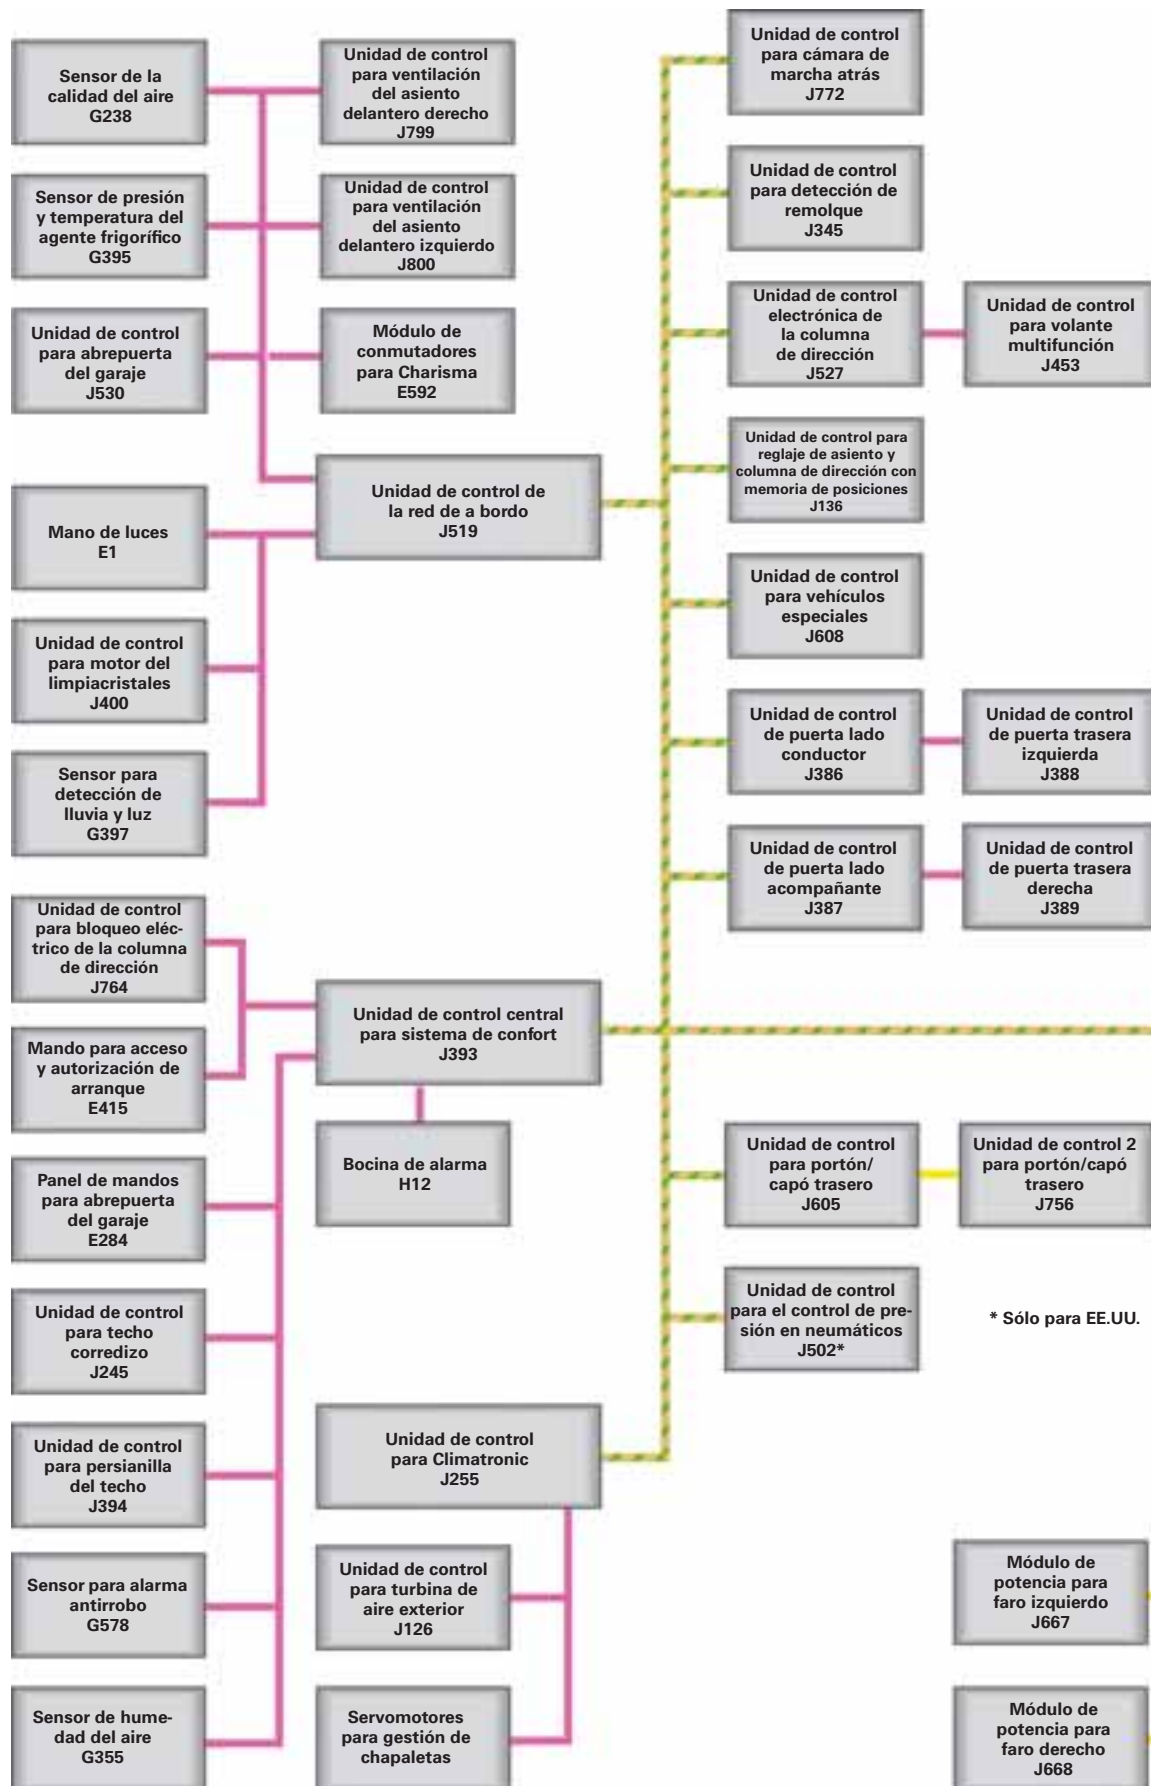 Sensor de la
calidad del aire
G238
Unidad de control
para ventilación
del asiento
delantero derecho
J799
Unidad de control
para cámara de
marcha atrás
J772
Sensor de presión
y temperatura del
agente frigorífico
G395
Unidad de control
para ventilación
del asiento
delantero izquierdo
J800
Unidad de control
para detección de
remolque
J345
Unidad de control
para abrepuerta
del garaje
J530
Módulo de
conmutadores
para Charisma
E592
Unidad de control
electrónica de
la columna
de dirección
J527
Unidad de control
para volante
multifunción
J453
Unidad de control para
reglaje de asiento y
columna de dirección con
memoria de posiciones
J136
Unidad de control de
la red de a bordo
J519
Mano de luces
E1
Unidad de control
para vehículos
especiales
J608
Unidad de control
para motor del
limpiacristales
J400
Unidad de control
de puerta lado
conductor
J386
Unidad de control
de puerta trasera
izquierda
J388
Sensor para
detección de
lluvia y luz
G397
Unidad de control
de puerta lado
acompañante
J387
Unidad de control
de puerta trasera
derecha
J389
Unidad de control
para bloqueo eléc-
trico de la columna
de dirección
J764
Unidad de control central
para sistema de confort
J393
Mando para acceso
y autorización de
arranque
E415
Bocina de alarma
H12
Unidad de control
para portón/
capó trasero
J605
Unidad de control 2
para portón/capó
trasero
J756
Panel de mandos
para abrepuerta
del garaje
E284
Unidad de control
para el control de pre-
sión en neumáticos
J502*
* Sólo para EE.UU.
Unidad de control
para techo
corredizo
J245
Unidad de control
para Climatronic
J255
Unidad de control
para persianilla
del techo
J394
Unidad de control
para turbina de
aire exterior
J126
Módulo de
potencia para
faro izquierdo
J667
Sensor para alarma
antirrobo
G578
Sensor de hume-
dad del aire
G355
Servomotores
para gestión de
chapaletas
Módulo de
potencia para
faro derecho
J668